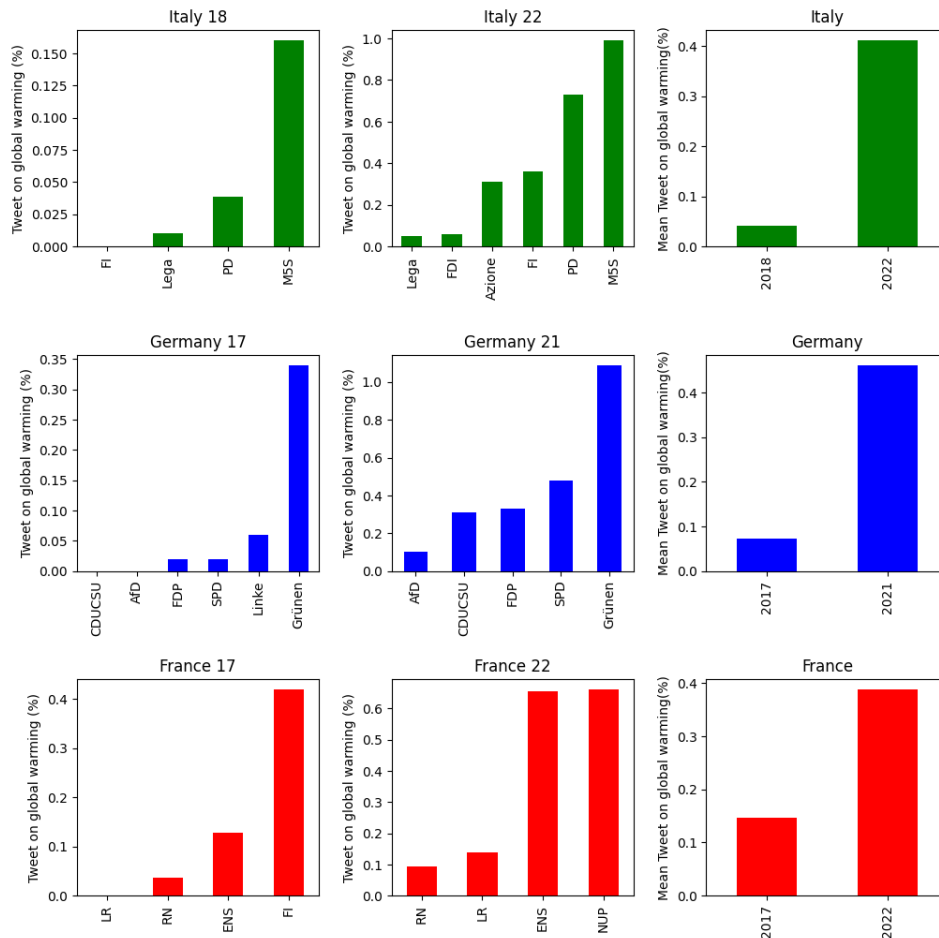 Italy 18
Tweet on global warming (%)
0.150
0.125
0.100
0.075
0.050
0.025
0.000
FI
Lega
PD
M5S
Italy 22
Tweet on global warming (%)
1.0
0.8
0.6
0.4
0.2
0.0
Lega
FDI
Azione
FI
PD
M5S
Italy
Mean Tweet on global warming(%)
0.4
0.3
0.2
0.1
0.0
2018
2022
Germany 17
Tweet on global warming (%)
0.35
0.30
0.25
0.20
0.15
0.10
0.05
0.00
CDUCSU
AfD
FDP
SPD
Linke
Grünen
Germany 21
Tweet on global warming (%)
1.0
0.8
0.6
0.4
0.2
0.0
AfD
CDUCSU
FDP
SPD
Grünen
Germany
Mean Tweet on global warming(%)
0.4
0.3
0.2
0.1
0.0
2017
2021
France 17
Tweet on global warming (%)
0.4
0.3
0.2
0.1
0.0
LR
RN
ENS
FI
France 22
Tweet on global warming (%)
0.6
0.5
0.4
0.3
0.2
0.1
0.0
RN
LR
ENS
NUP
France
Mean Tweet on global warming(%)
0.4
0.3
0.2
0.1
0.0
2017
2022